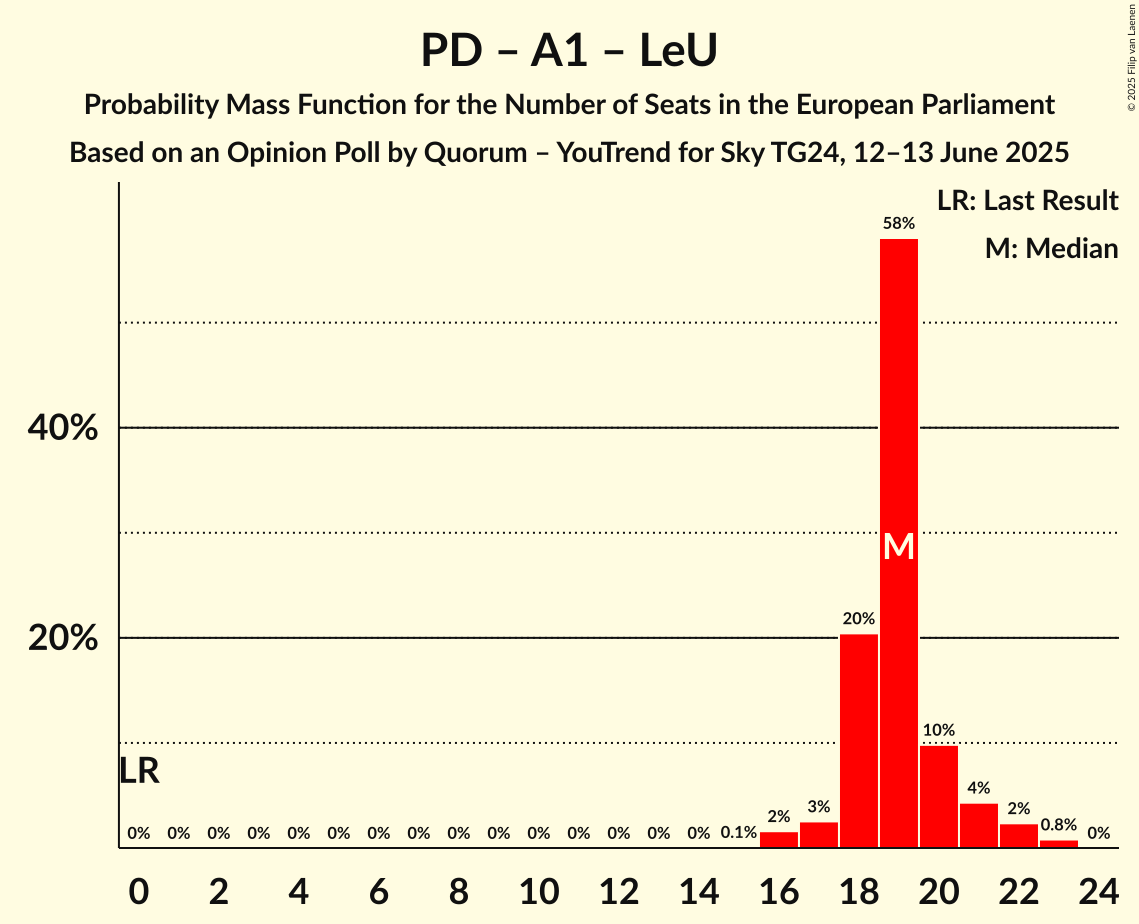 PD – A1 – LeU
Probability Mass Function for the Number of Seats in the European Parliament
Based on an Opinion Poll by Quorum – YouTrend for Sky TG24, 12–13 June 2025
© 2025 Filip van Laenen
LR: Last Result
M: Median
58%
40%
M
20%
20%
10%
LR
4%
3%
2%
2%
0.8%
0% 0% 0% 0% 0% 0% 0% 0% 0% 0% 0% 0% 0% 0% 0% 0.1% 0%
0 2 4 6 8 10 12 14 16 18 20 22 24